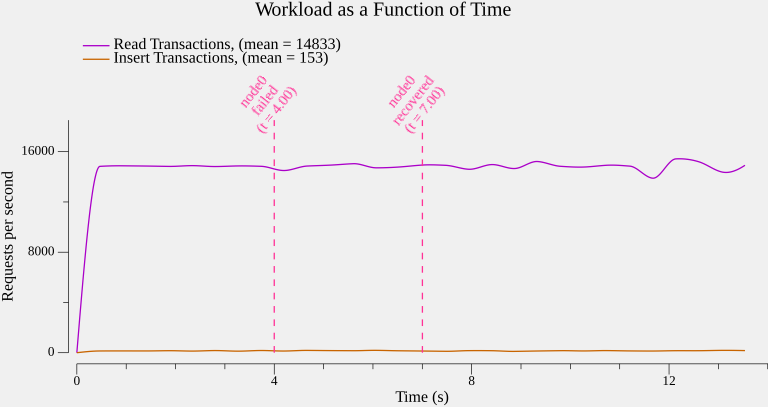 Workload as a Function of Time
Read Transactions, (mean = 14833)
Insert Transactions, (mean = 153)
node0
failed
(t = 4.00)
node0
recovered
(t = 7.00)
16000
8000
0
Requests per second
0
4
8
12
Time (s)